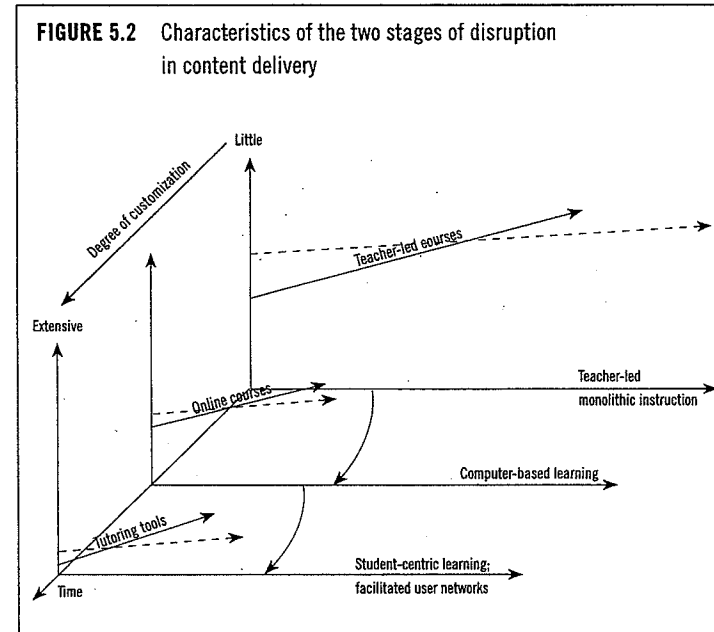 FIGURE 5.2 Characteristics of the two stages of disruption
in content delivery
Little
Degree of customization
Teacher-led courses
Extensive
Teacher-led
monolithic instruction
Online courses
Computer-based learning
Tutoring tools
Student-centric learning;
facilitated user networks
Time